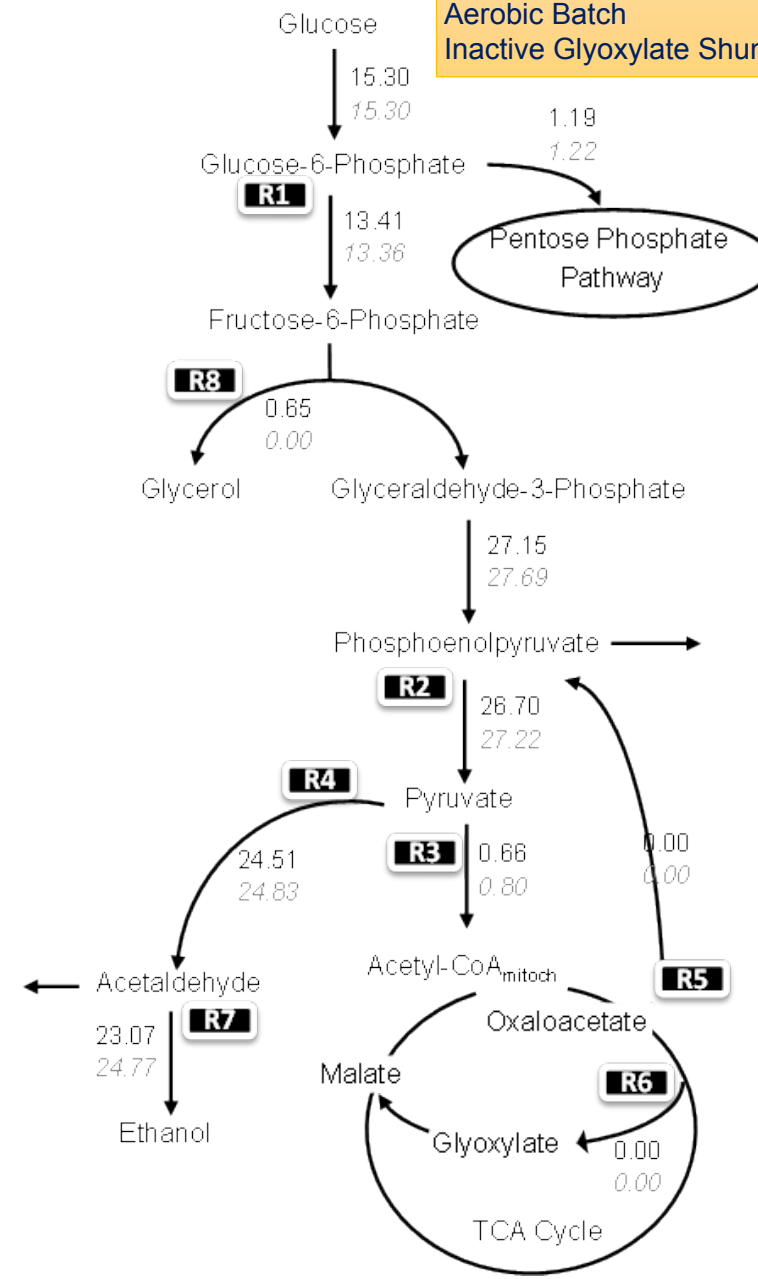 Glucose
Aerobic Batch
Inactive Glyoxylate Shun
15.30
15.30
1.19
1.22
Glucose-6-Phosphate
R1
13.41
13.36
Pentose Phosphate
Pathway
Fructose-6-Phosphate
R8
0.65
0.00
Glycerol
Glyceraldehyde-3-Phosphate
27.15
27.69
Phosphoenolpyruvate
R2
26.70
27.22
R4
Pyruvate
R3
0.66
0.80
0.00
0.00
24.51
24.83
Acetyl-CoAmitoch
R5
Acetaldehyde
R7
23.07
24.77
Oxaloacetate
Malate
R6
Ethanol
Glyoxylate
0.00
0.00
TCA Cycle